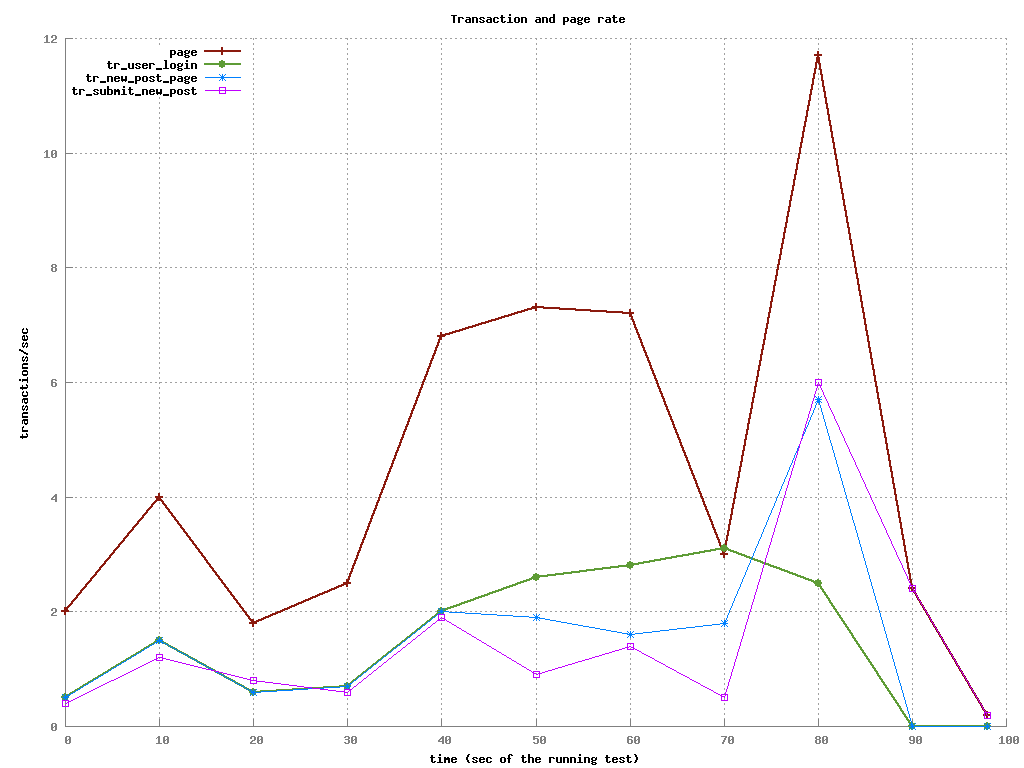 Transaction and page rate
12
page
tr_user_login
tr_new_post_page
tr_submit_new_post
10
8
6
4
2
0
transactions/sec
0 10 20 30 40 50 60 70 80 90 100
time (sec of the running test)